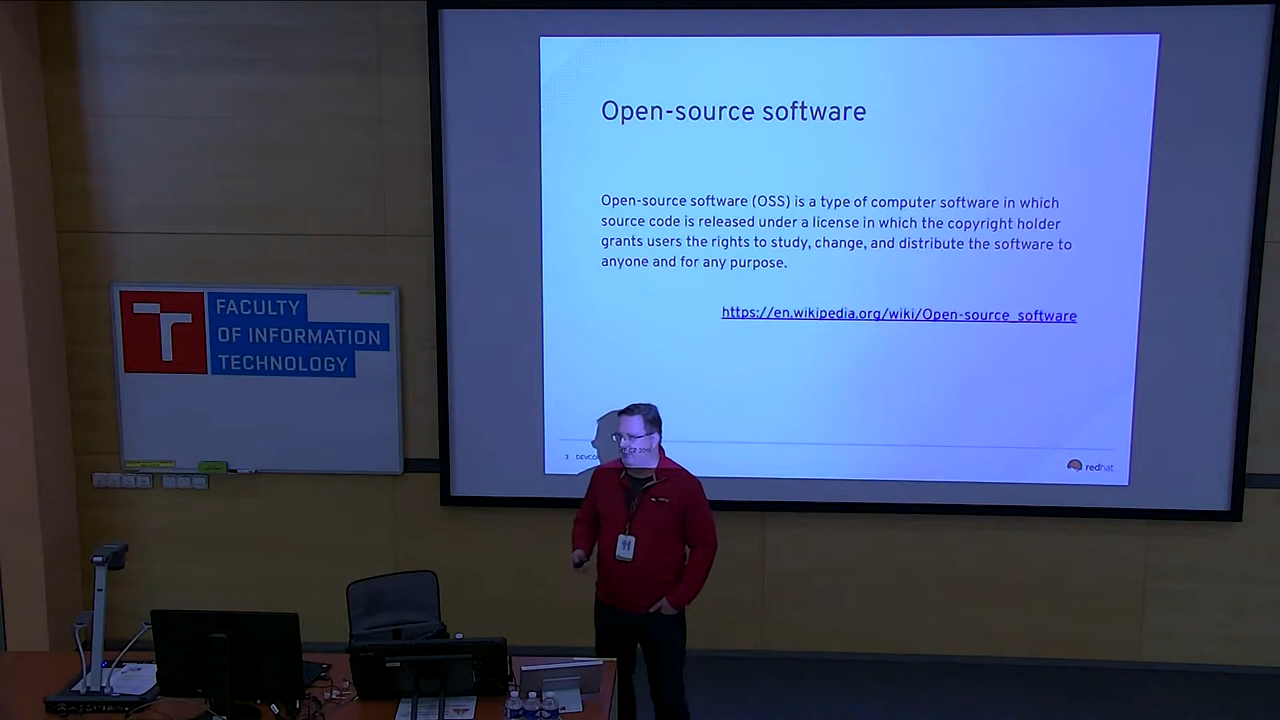 Open-source software
Open-source software (OSS) is a type of computer software in which
source code is released under a license in which the copyright holder
grants users the rights to study, change, and distribute the software to
anyone and for any purpose.
https://en.wikipedia.org/wiki/Open-source_software
FACULTY
OF INFORMATION
TECHNOLOGY
3 DEVCO
redhat